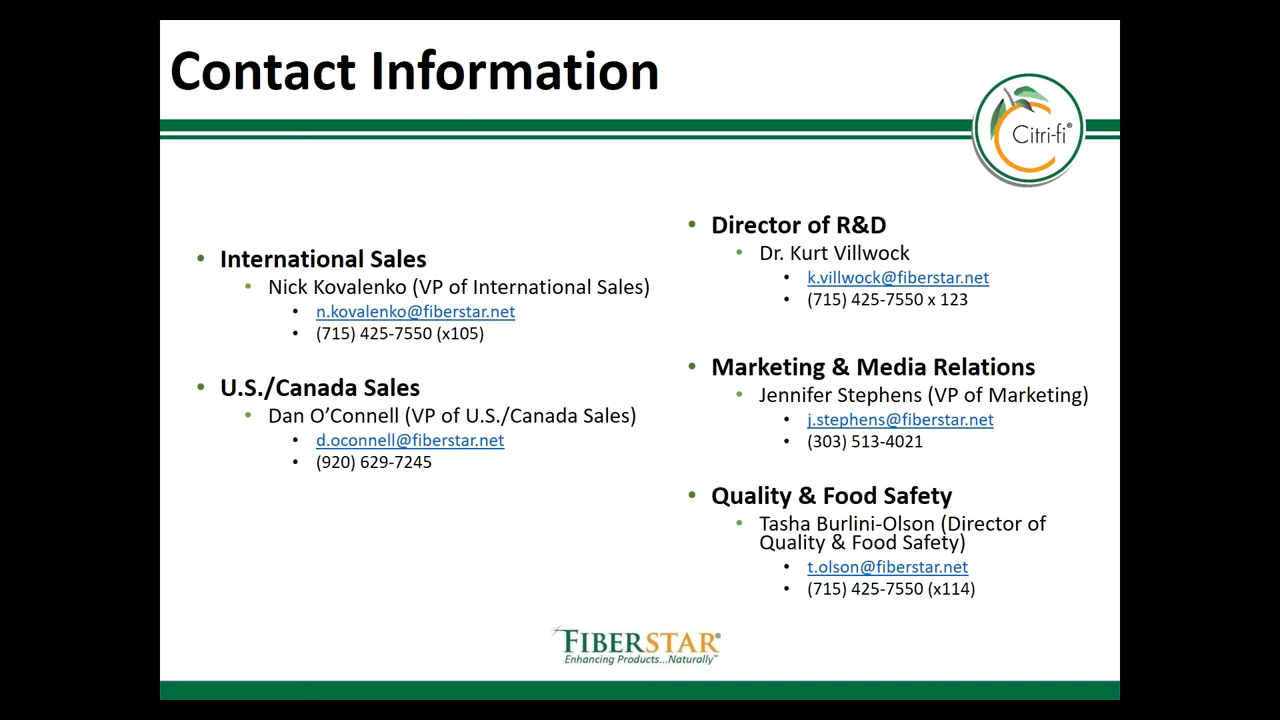 Contact Information
Citri-fi®
• International Sales
• Nick Kovalenko (VP of International Sales)
• n.kovalenko@fiberstar.net
• (715) 425-7550 (x105)
• U.S./Canada Sales
• Dan O’Connell (VP of U.S./Canada Sales)
• d.oconnell@fiberstar.net
• (920) 629-7245
• Director of R&D
• Dr. Kurt Villwock
• k.villwock@fiberstar.net
• (715) 425-7550 x 123
• Marketing & Media Relations
• Jennifer Stephens (VP of Marketing)
• j.stephens@fiberstar.net
• (303) 513-4021
• Quality & Food Safety
• Tasha Burlini-Olson (Director of
Quality & Food Safety)
• t.olson@fiberstar.net
• (715) 425-7550 (x114)
FIBERSTAR®
Enhancing Products...Naturally™